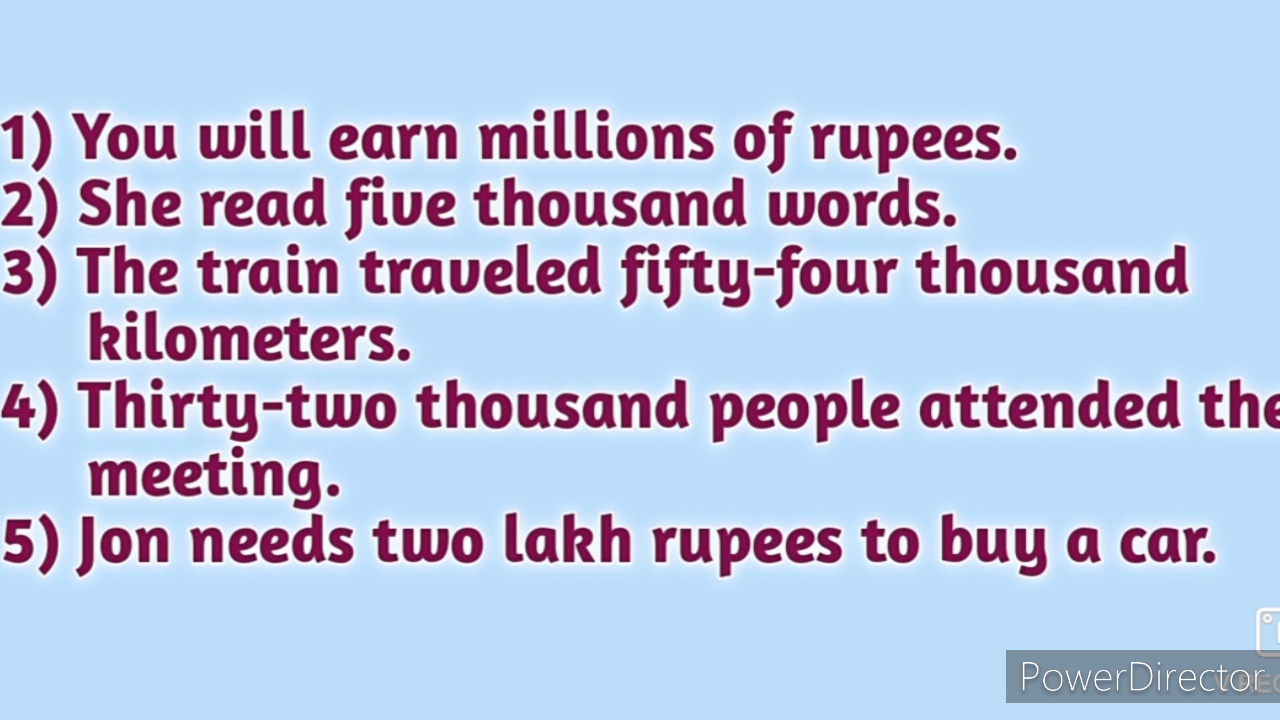 1) You will earn millions of rupees.
2) She read five thousand words.
3) The train traveled fifty-four thousand
kilometers.
4) Thirty-two thousand people attended the
meeting.
5) Jon needs two lakh rupees to buy a car.
PowerDirector